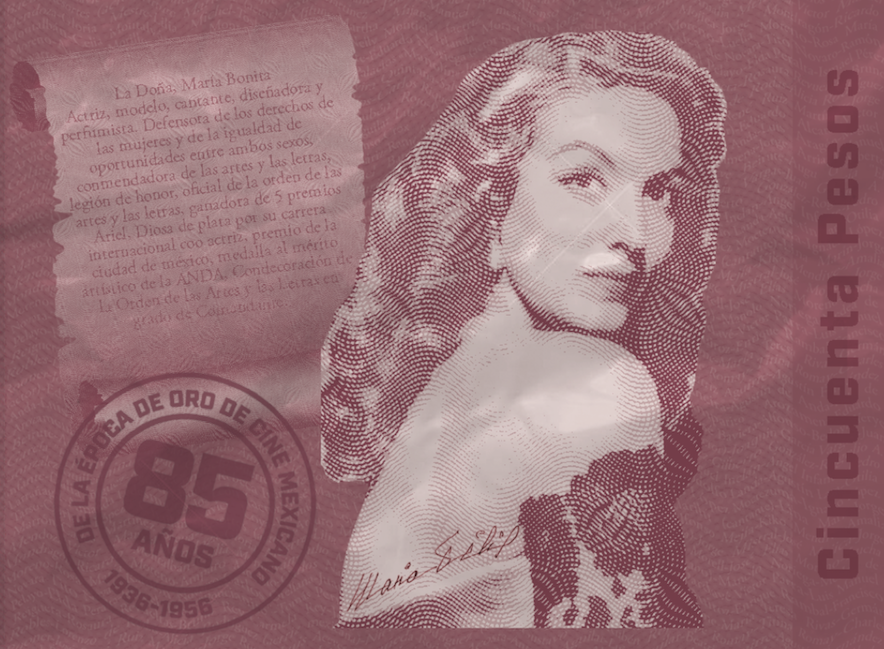 La Doña, María Bonita
Actriz, modelo, cantante, diseñadora y
perfumista. Defensora de los derechos de
las mujeres y de la igualdad de
oportunidades entre ambos sexos,
comendadora de las artes y las letras,
legión de honor, oficial de la orden de las
artes y las letras, ganadora de 5 premios
Ariel, Diosa de plata por su carrera
internacional coo actriz, premio de la
ciudad de méxico, medalla al mérito
artístico de la ANDA, Condecoración de
la Orden de las Artes y las Letras en
grado de Comandante.
DE LA ÉPOCA DE ORO DE CINE MEXICANO
85
AÑOS
1936-1956
Maria Felix
Cincuenta Pesos